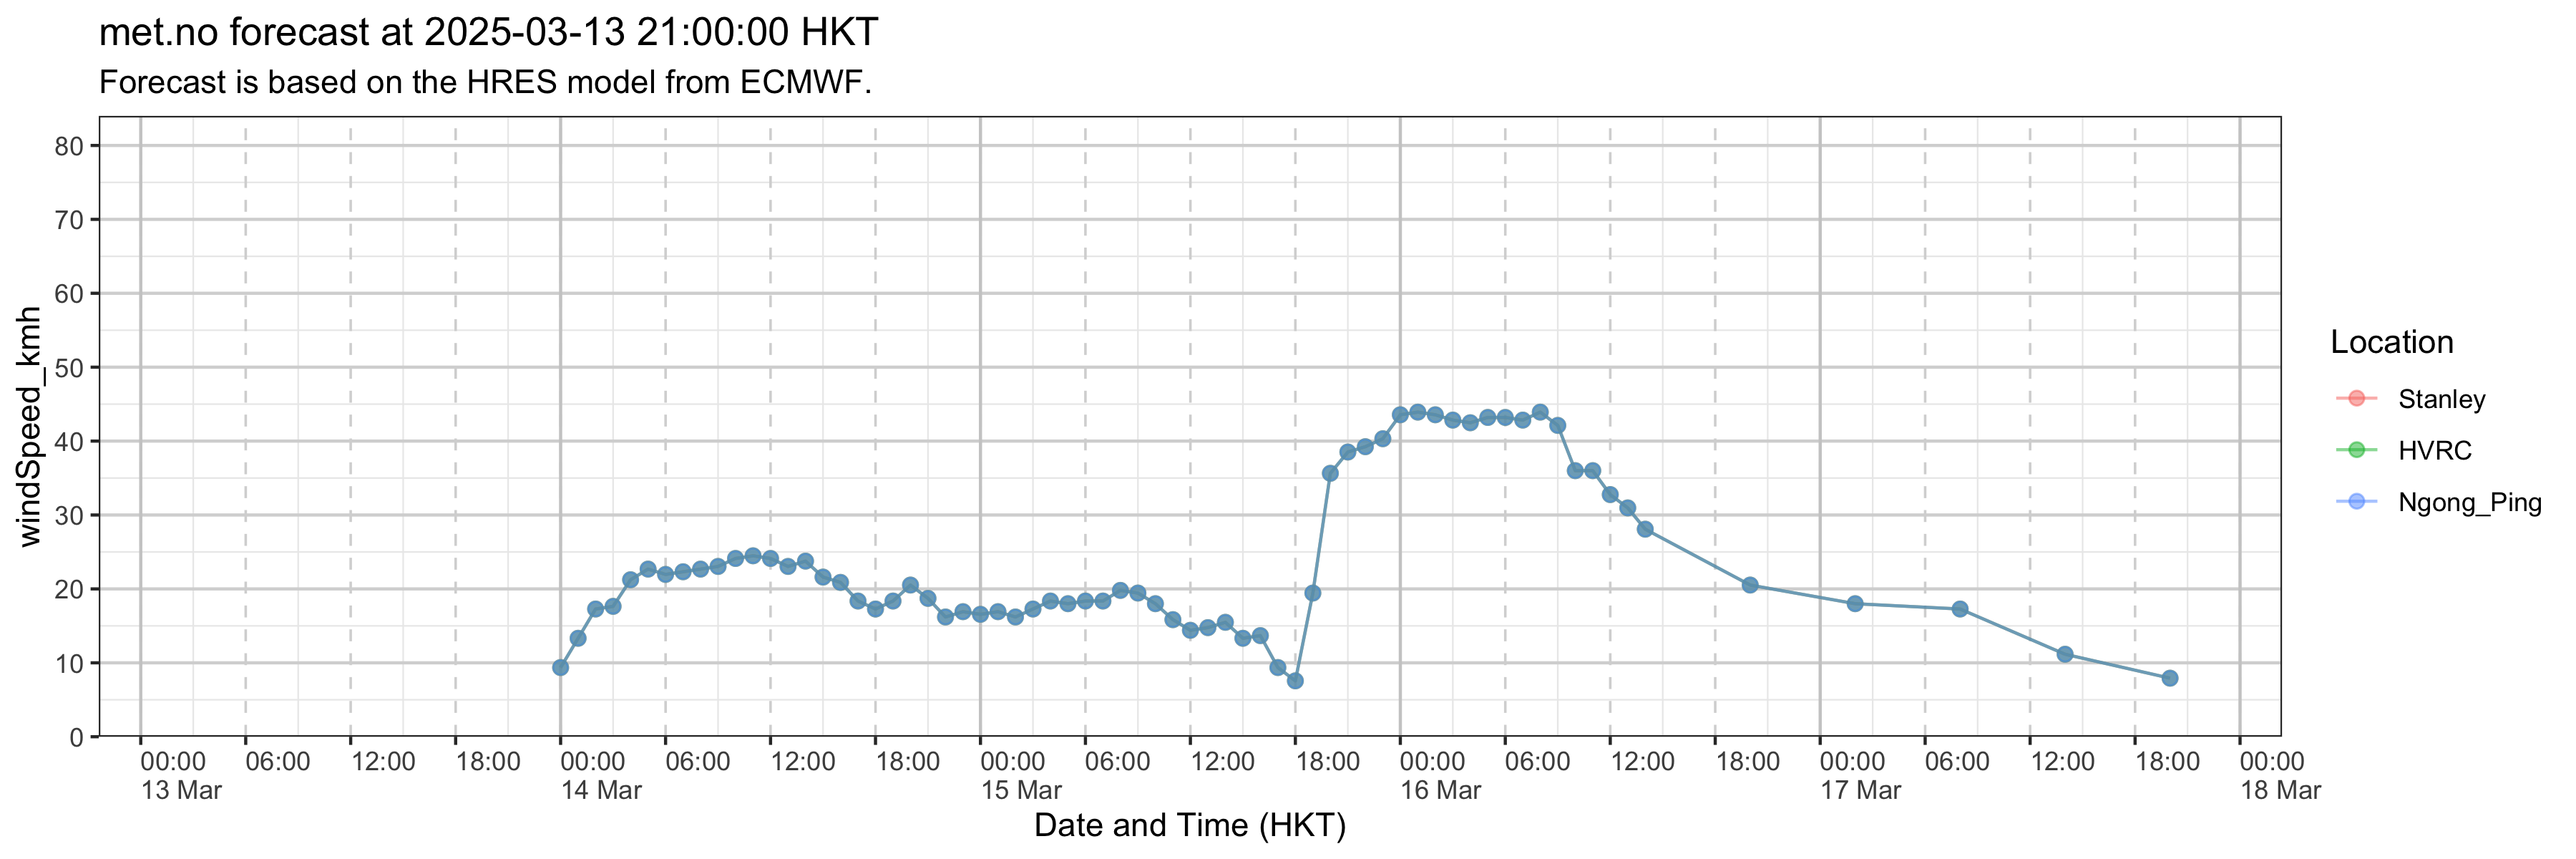 met.no forecast at 2025-03-13 21:00:00 HKT
Forecast is based on the HRES model from ECMWF.
windSpeed_kmh
80
70
60
50
40
30
20
10
0
00:00 06:00 12:00 18:00 00:00 06:00 12:00 18:00 00:00 06:00 12:00 18:00 00:00 06:00 12:00 18:00 00:00 06:00 12:00 18:00 00:00
13 Mar 14 Mar 15 Mar 16 Mar 17 Mar 18 Mar
Date and Time (HKT)
Location
Stanley
HVRC
Ngong_Ping